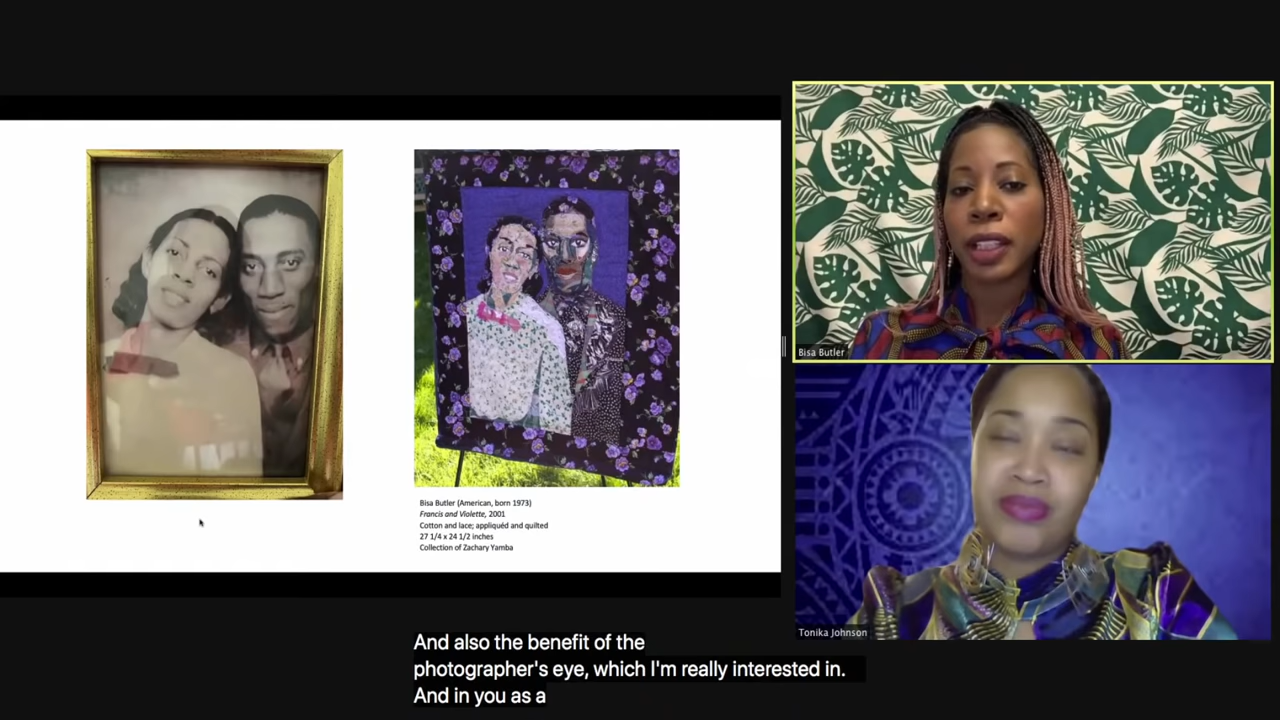 Bisa Butler (American, born 1973)
Francis and Violette, 2001
Cotton and lace; appliquéd and quilted
27 1/4 x 24 1/2 inches
Collection of Zachary Yamba
Bisa Butler
Tonika Johnson
And also the benefit of the
photographer's eye, which I'm really interested in.
And in you as a